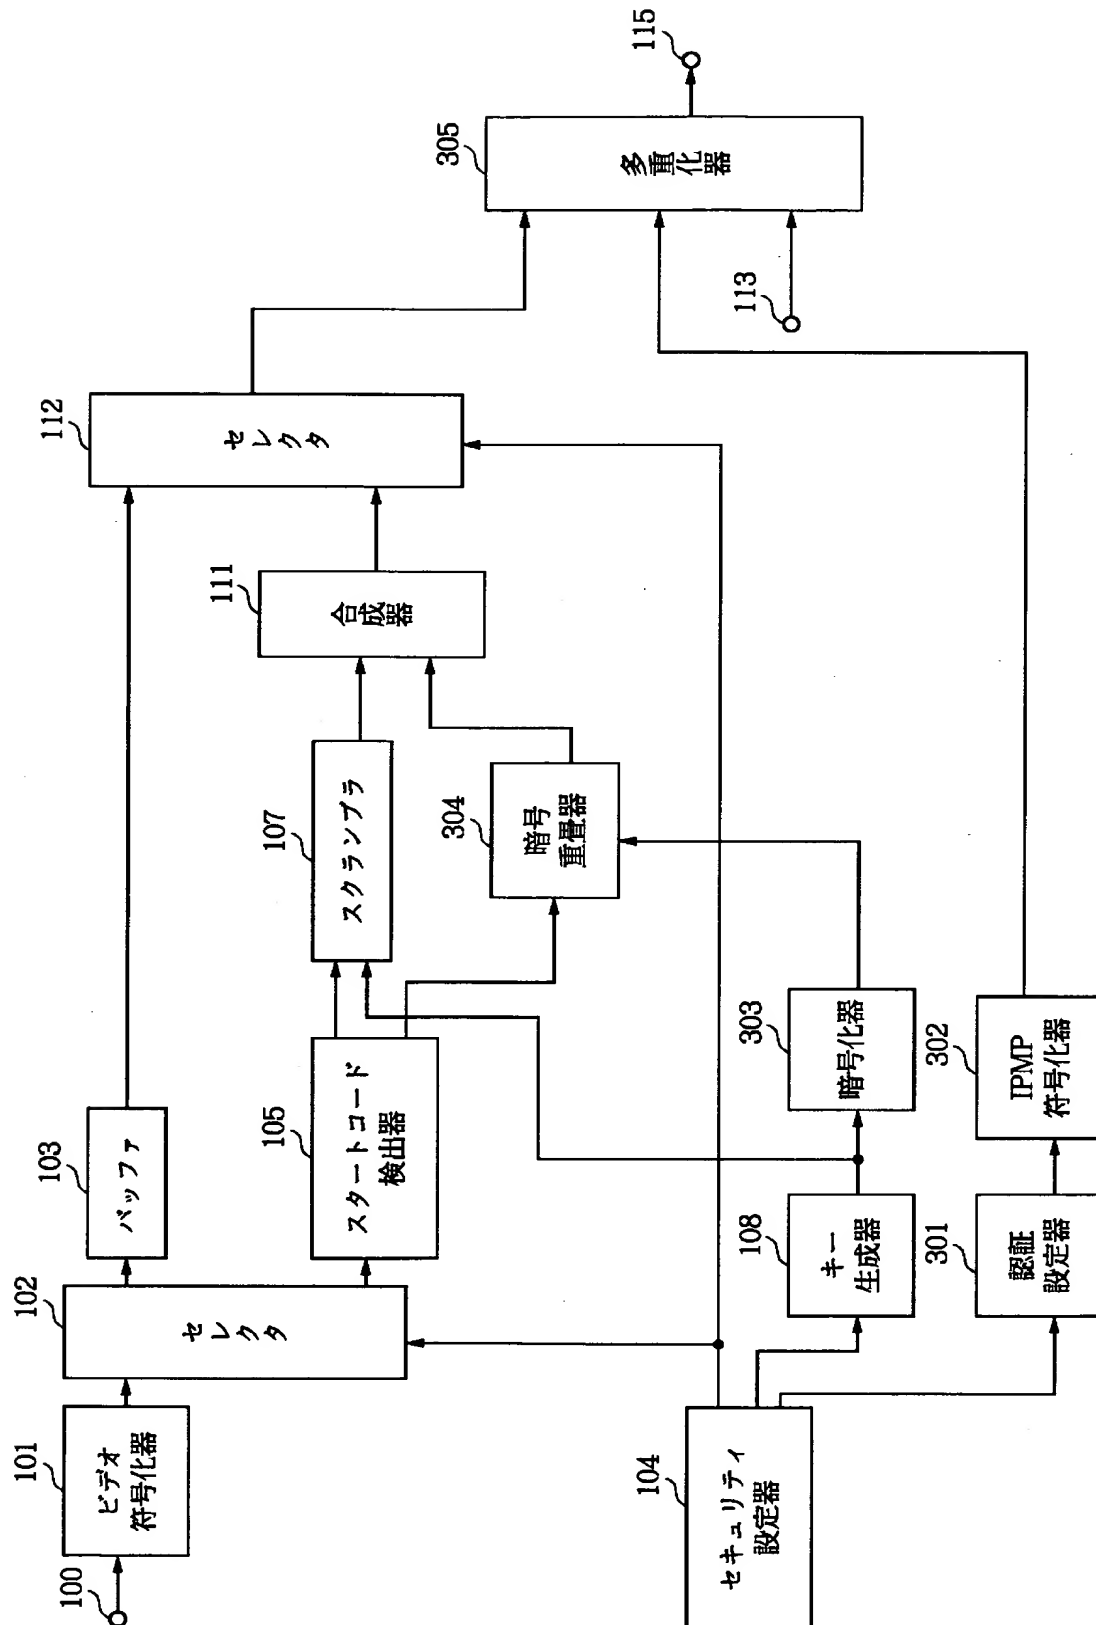 100
101
ビデオ
符号化器
102
セレクタ
103
バッファ
104
セキュリティ
設定器
105
スタートコード
検出器
107
スクランブラ
108
キー
生成器
301
認証
設定器
302
IPMP
符号化器
303
暗号化器
304
暗号
重畳器
111
合成器
112
セレクタ
113
305
多重化器
115